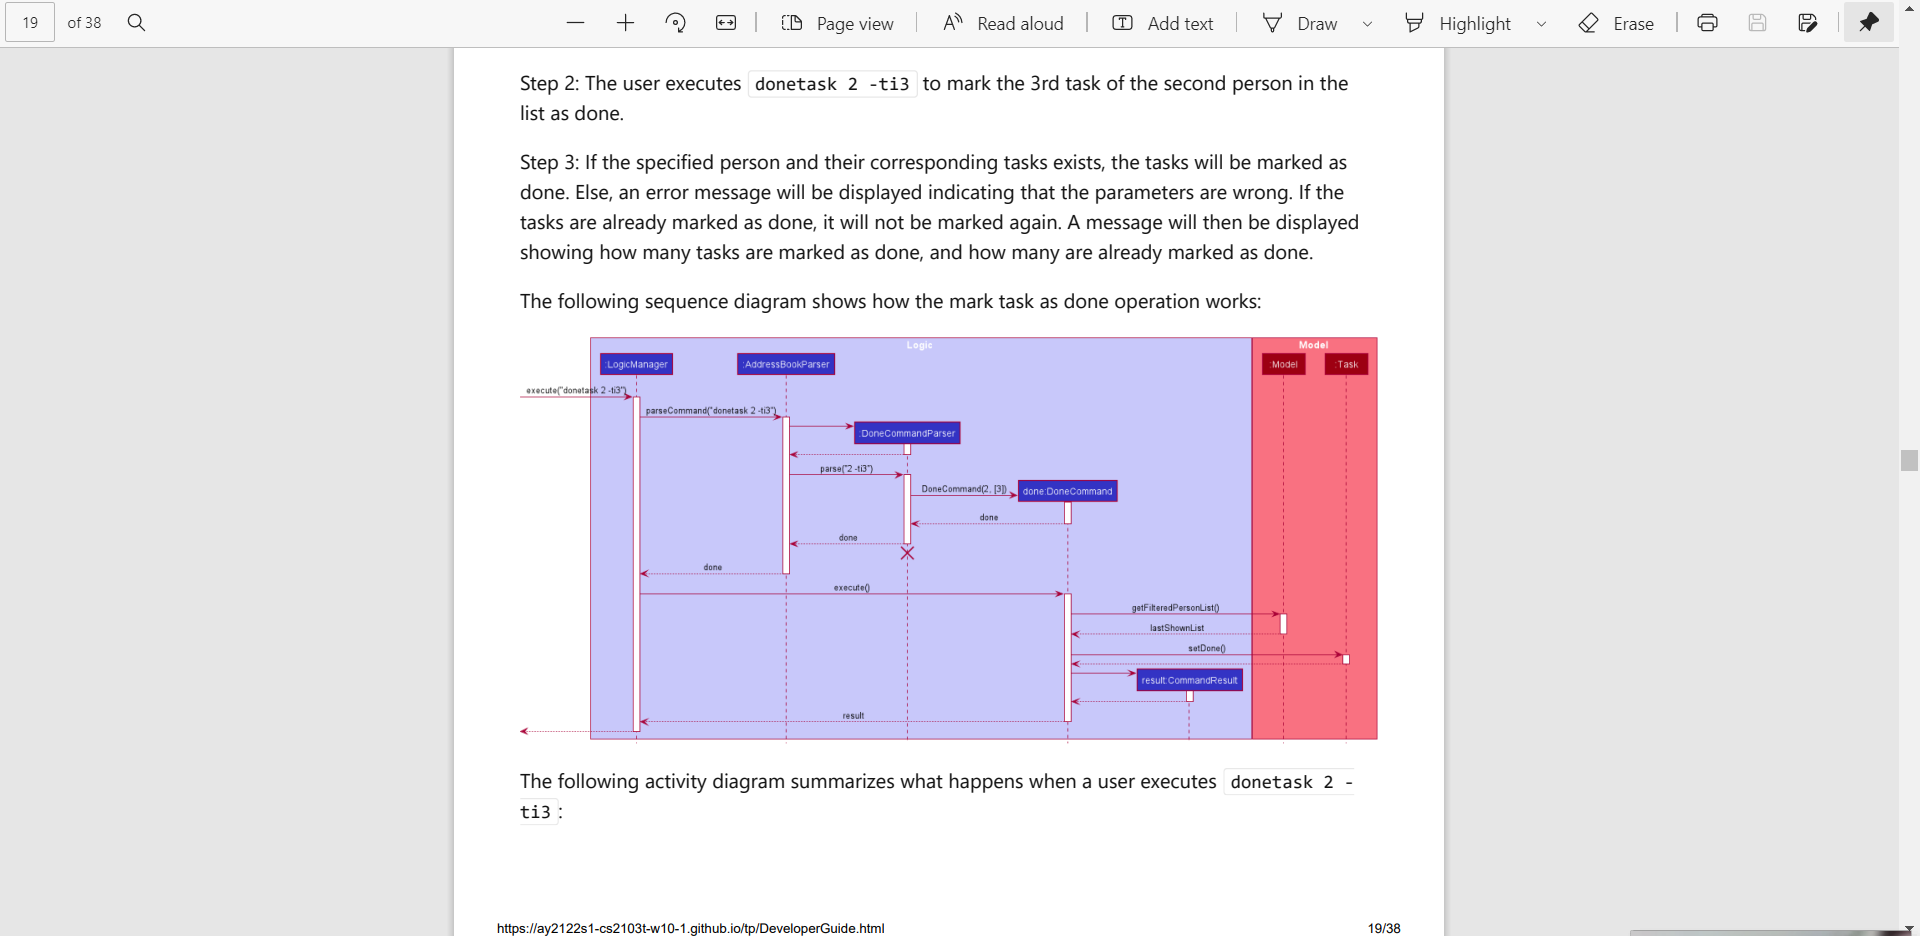 19 of 38 Page view Read aloud Add text Draw Highlight Erase
Step 2: The user executes donetask 2 -ti3 to mark the 3rd task of the second person in the
list as done.
Step 3: If the specified person and their corresponding tasks exists, the tasks will be marked as
done. Else, an error message will be displayed indicating that the parameters are wrong. If the
tasks are already marked as done, it will not be marked again. A message will then be displayed
showing how many tasks are marked as done, and how many are already marked as done.
The following sequence diagram shows how the mark task as done operation works:
Logic
Model
:LogicManager
:AddressBookParser
:Model
:Task
execute("donetask 2 -ti3")
parseCommand("donetask 2 -ti3")
:DoneCommandParser
parse("2 -ti3")
DoneCommand(2, [3])
done:DoneCommand
done
done
done
execute()
getFilteredPersonList()
lastShownList
setDone()
result:CommandResult
result
The following activity diagram summarizes what happens when a user executes donetask 2 -
ti3 :
https://ay2122s1-cs2103t-w10-1.github.io/tp/DeveloperGuide.html
19/38